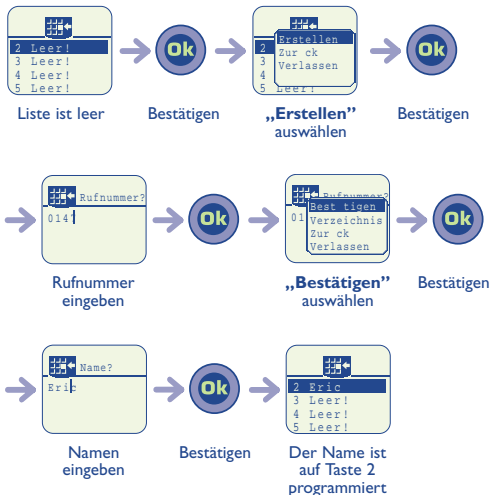 2 Leer!
3 Leer!
4 Leer!
5 Leer!
Ok
2
3
4
5 Leer!
Erstellen
Zur ck
Verlassen
Ok
Liste ist leer
Bestätigen
„Erstellen”
auswählen
Bestätigen
Rufnummer?
014
Ok
Rufnummer?
01
Best tigen
Verzeichnis
Zur ck
Verlassen
Ok
Rufnummer
eingeben
„Bestätigen”
auswählen
Bestätigen
Name?
Eric
Ok
2 Eric
3 Leer!
4 Leer!
5 Leer!
Namen
eingeben
Bestätigen
Der Name ist
auf Taste 2
programmiert